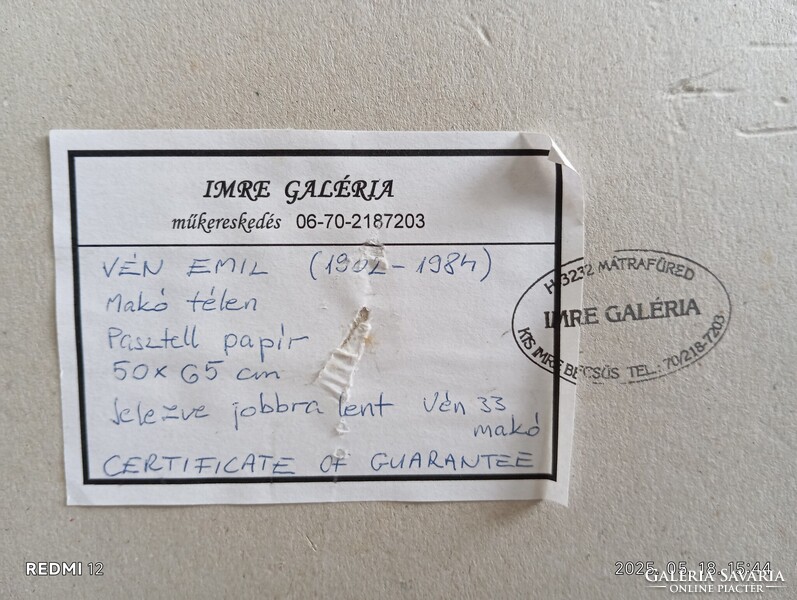 IMRE GALÉRIA
műkereskedés 06-70-2187203
VÉN EMIL (1902-1984)
Makó télen
Pasztell papír
50x65 cm
Jelezve jobbra lent Vén 33
makó
CERTIFICATE OF GUARANTEE
H-3232 MÁTRAFÜRED
IMRE GALÉRIA
KIS IMRE BECSÜS TEL.: 70/218-7203
REDMI 12
2025.05.18. 15:44
GALÉRIA SAVARIA
ONLINE PIACTÉR